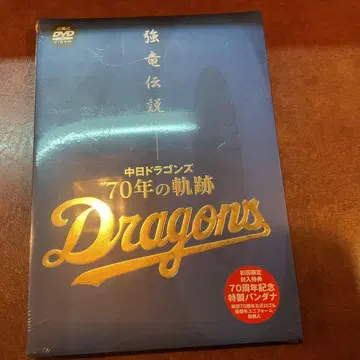 DVD
VIDEO
強竜伝説
中日ドラゴンズ
70年の軌跡
Dragons
初回限定
封入特典
70周年記念
特製バンダナ